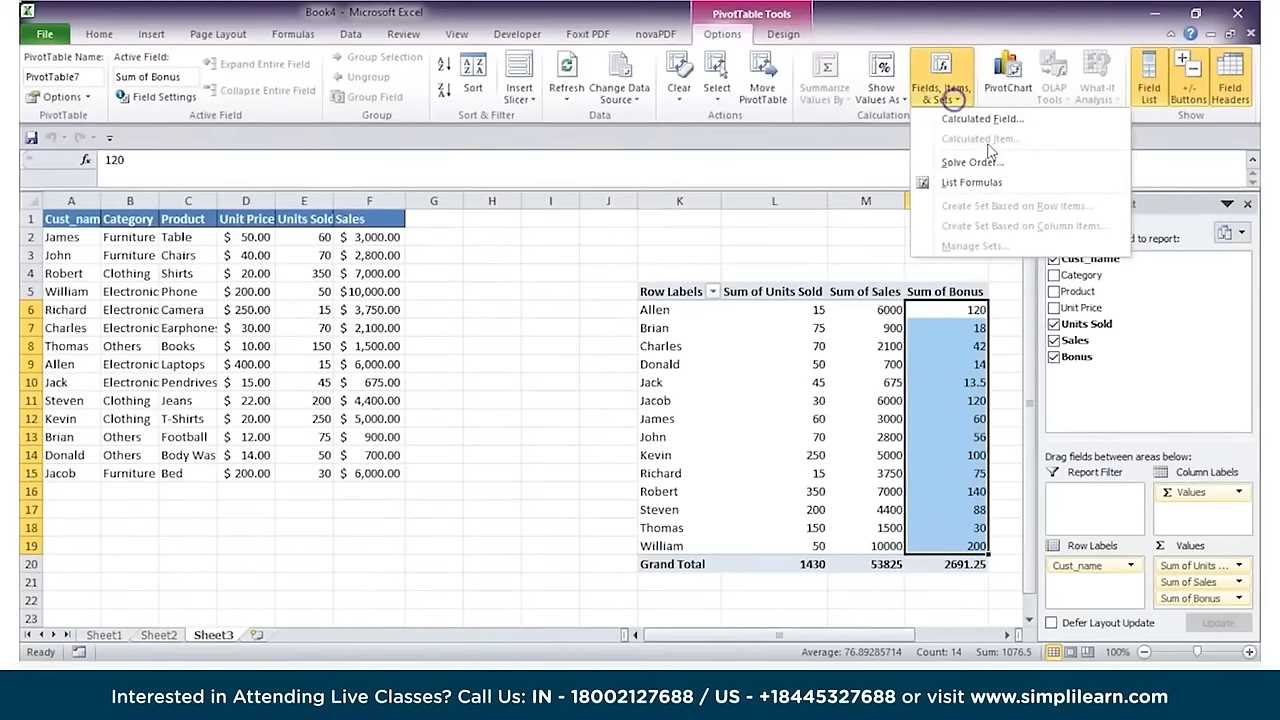 Book4 - Microsoft Excel
PivotTable Tools
File Home Insert Page Layout Formulas Data Review View Developer Foxit PDF novaPDF Options Design
PivotTable Name: Active Field:
PivotTable7 Sum of Bonus
Options Field Settings
Expand Entire Field
Collapse Entire Field
Group Selection
Ungroup
Group Field
Sort
Insert Slicer
Refresh
Change Data Source
Clear
Select
Move PivotTable
Summarize Values By
Show Values As
Fields, Items, & Sets
PivotChart
OLAP Tools
What-If Analysis
Field List
+/- Buttons
Field Headers
PivotTable Active Field Group Sort & Filter Data Actions Calculation Show
Calculated Field...
Calculated Item...
Solve Order...
List Formulas
Create Set Based on Row Items...
Create Set Based on Column Items...
Manage Sets...
fx 120
A B C D E F G H I J K L M
1 Cust_nam Category Product Unit Price Units Sold Sales
2 James Furniture Table $ 50.00 60 $ 3,000.00
3 John Furniture Chairs $ 40.00 70 $ 2,800.00
4 Robert Clothing Shirts $ 20.00 350 $ 7,000.00
5 William Electronic Phone $ 200.00 50 $10,000.00 Row Labels Sum of Units Sold Sum of Sales Sum of Bonus
6 Richard Electronic Camera $ 250.00 15 $ 3,750.00 Allen 15 6000 120
7 Charles Electronic Earphone $ 30.00 70 $ 2,100.00 Brian 75 900 18
8 Thomas Others Books $ 10.00 150 $ 1,500.00 Charles 70 2100 42
9 Allen Electronic Laptops $ 400.00 15 $ 6,000.00 Donald 50 700 14
10 Jack Electronic Pendrives $ 15.00 45 $ 675.00 Jack 45 675 13.5
11 Steven Clothing Jeans $ 22.00 200 $ 4,400.00 Jacob 30 6000 120
12 Kevin Clothing T-Shirts $ 20.00 250 $ 5,000.00 James 60 3000 60
13 Brian Others Football $ 12.00 75 $ 900.00 John 70 2800 56
14 Donald Others Body Was $ 14.00 50 $ 700.00 Kevin 250 5000 100
15 Jacob Furniture Bed $ 200.00 30 $ 6,000.00 Richard 15 3750 75
16 Robert 350 7000 140
17 Steven 200 4400 88
18 Thomas 150 1500 30
19 William 50 10000 200
20 Grand Total 1430 53825 2691.25
21
22
23
d to report:
Cust_name
Category
Product
Unit Price
Units Sold
Sales
Bonus
Drag fields between areas below:
Report Filter Column Labels
Values
Row Labels Σ Values
Cust_name Sum of Units ...
Sum of Sales
Sum of Bonus
Defer Layout Update Update
Sheet1 Sheet2 Sheet3
Ready Average: 76.89285714 Count: 14 Sum: 1076.5 100%
Interested in Attending Live Classes? Call Us: IN - 18002127688 / US - +18445327688 or visit www.simplilearn.com